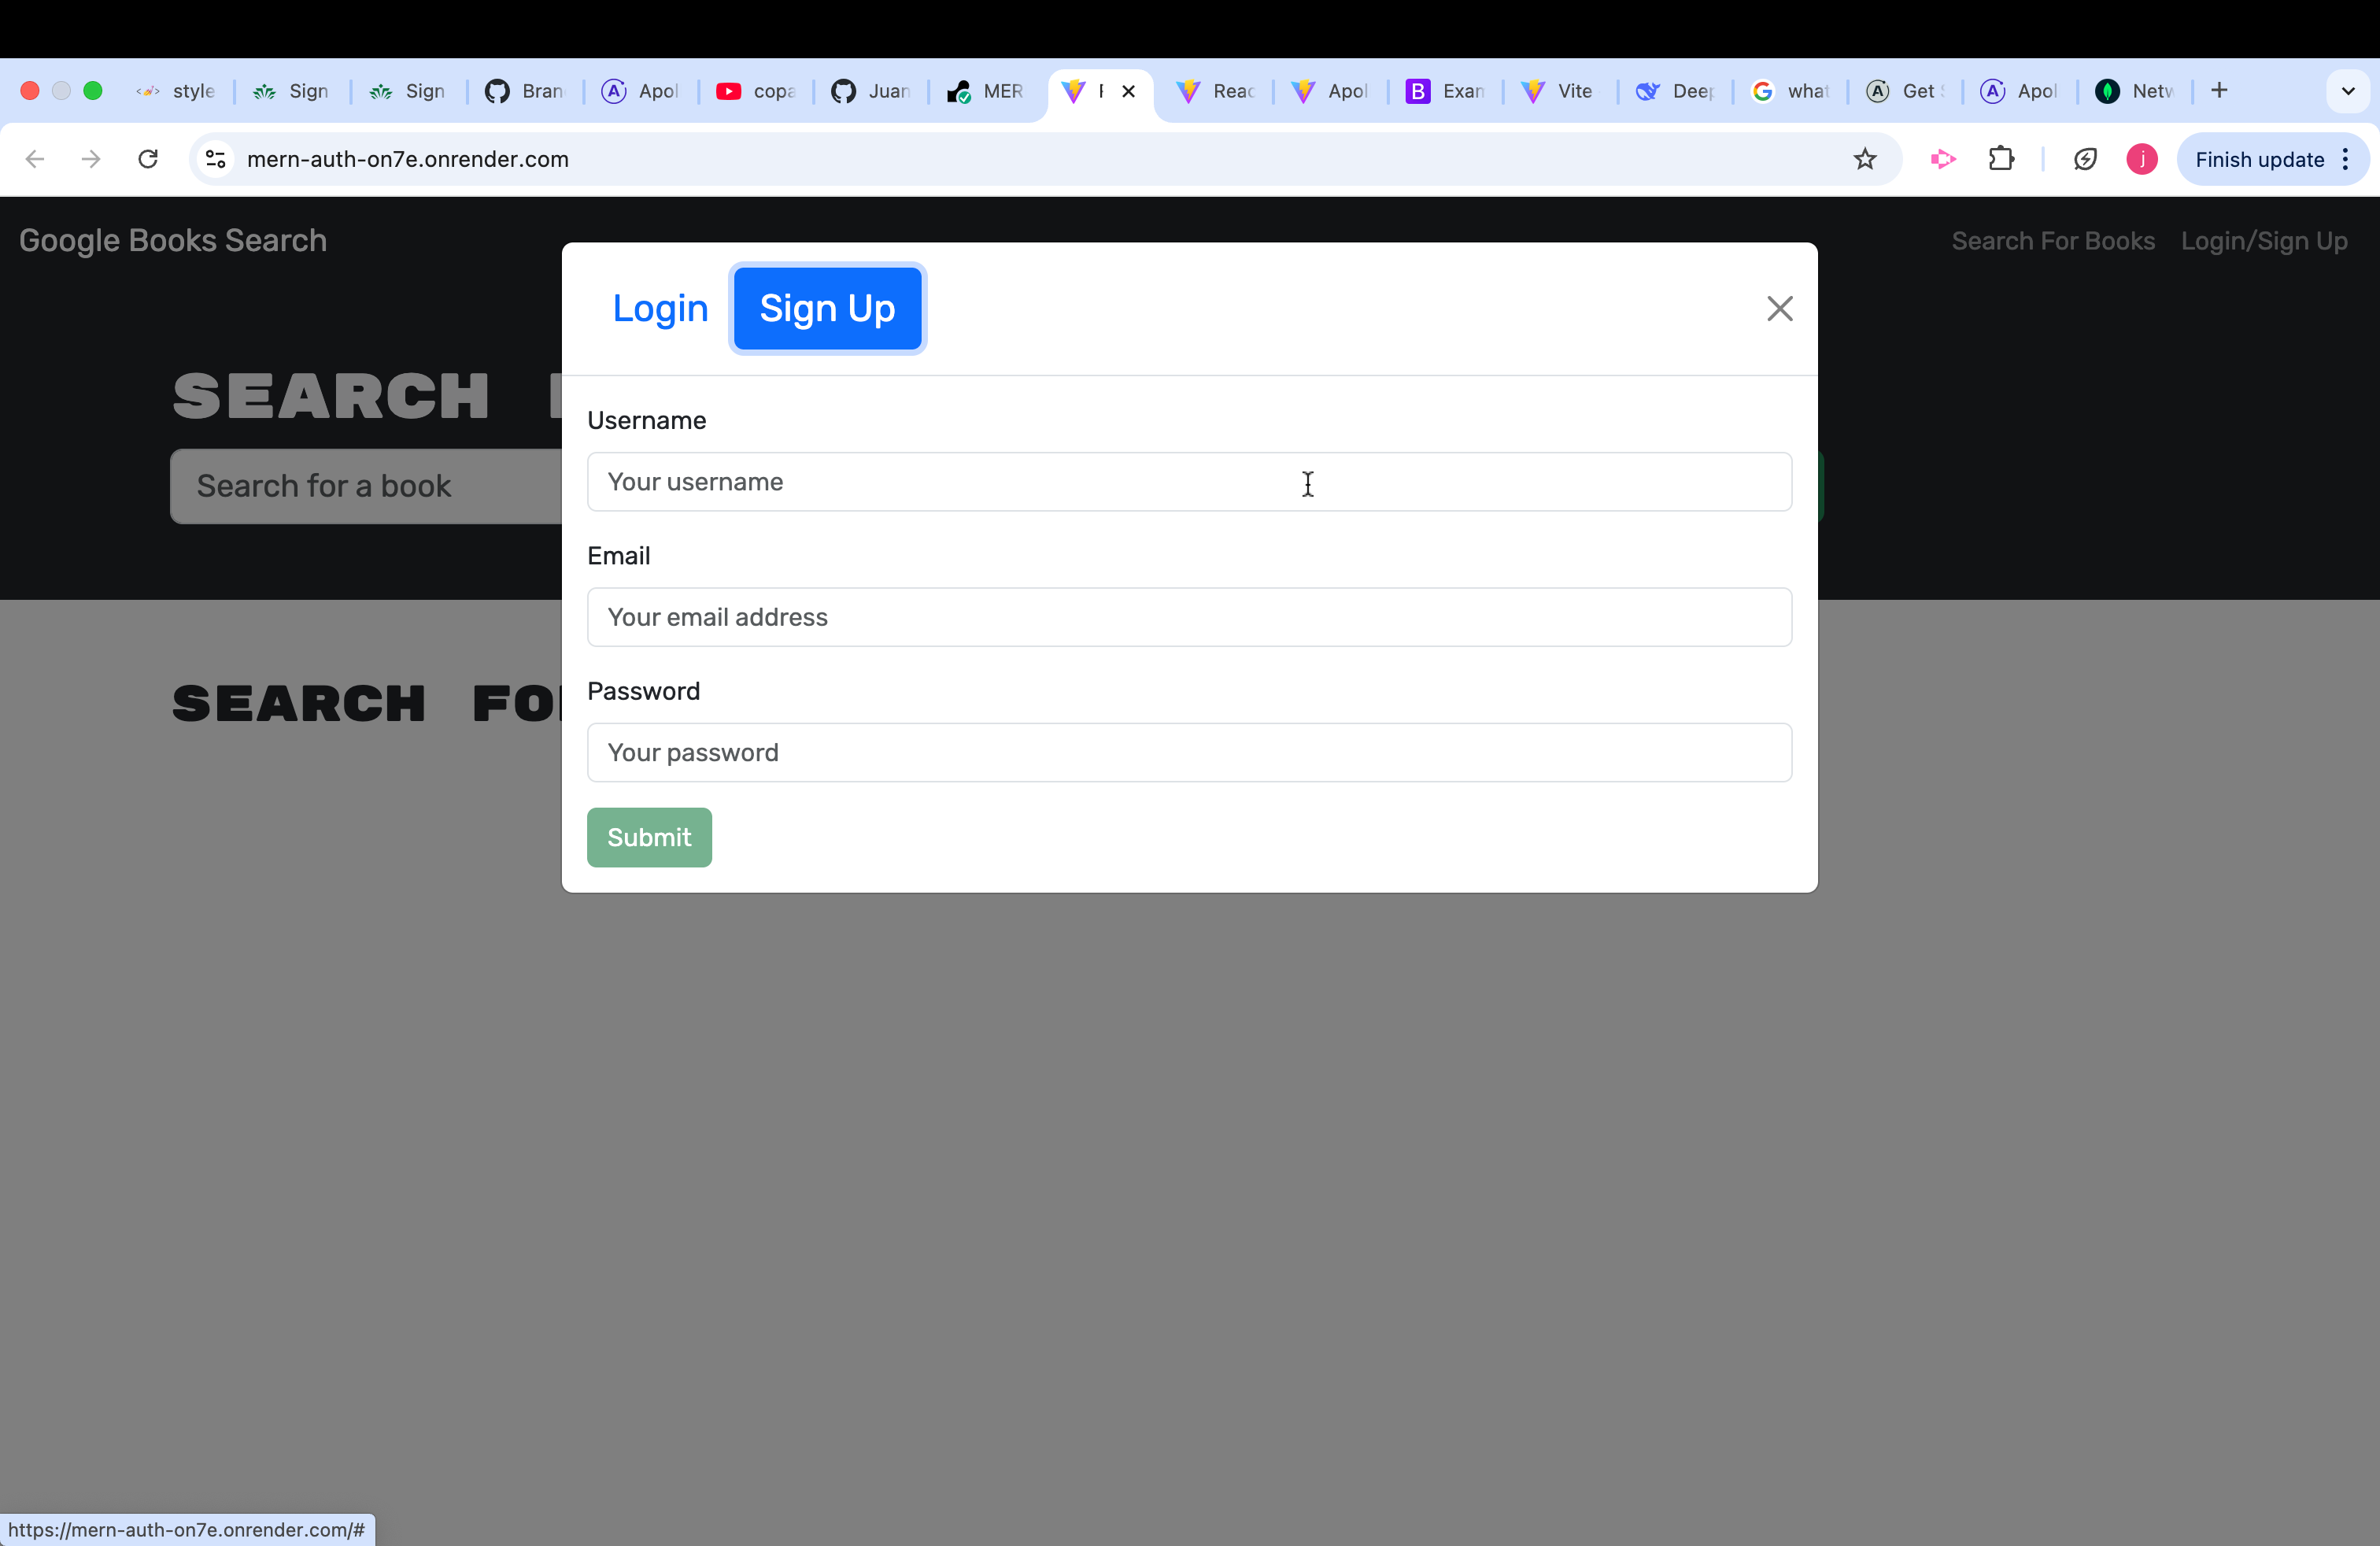 style Sign Sign Bran Apol copa Juan MER Reac Apol Exan Vite Deep what Get Apol Netw
mern-auth-on7e.onrender.com
j
Finish update
Google Books Search
Search For Books Login/Sign Up
Login Sign Up
SEARCH
Username
Your username
Search for a book
Email
Your email address
Password
SEARCH FO
Your password
Submit
https://mern-auth-on7e.onrender.com/#